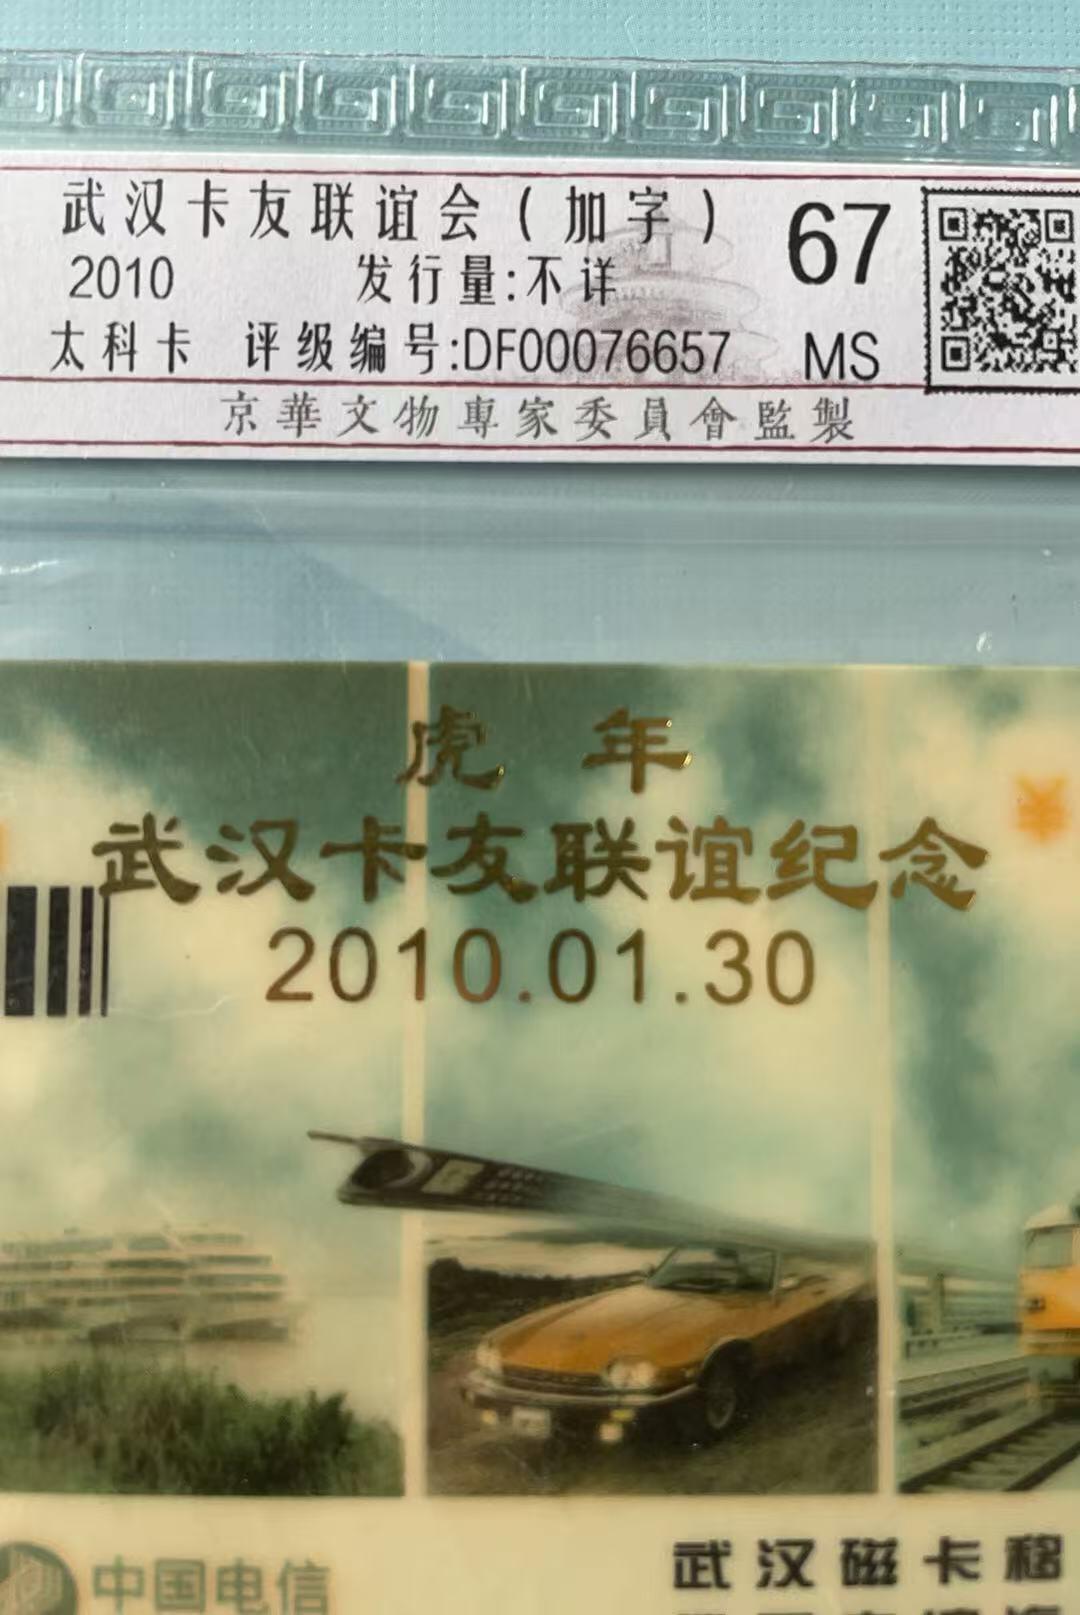 武汉卡友联谊会（加字） 67
2010 发行量:不详
太科卡 评级编号:DF00076657 MS
京華文物專家委員會監製
虎年
武汉卡友联谊纪念
2010.01.30
中国电信
武汉磁卡移